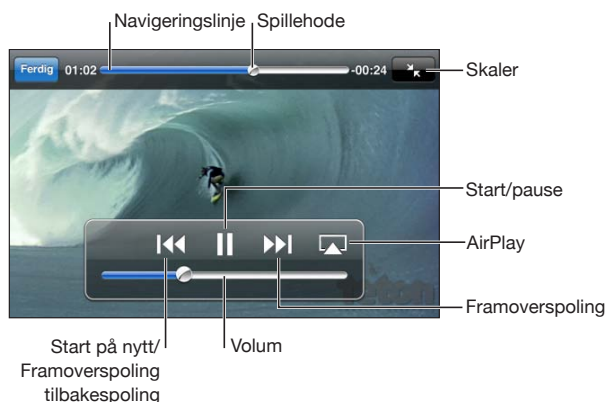 Navigeringslinje
Spillehode
Ferdig
01:02
-00:24
Skaler
Start/pause
AirPlay
Framoverspoling
Start på nytt/
Framoverspoling
tilbakespoling
Volum